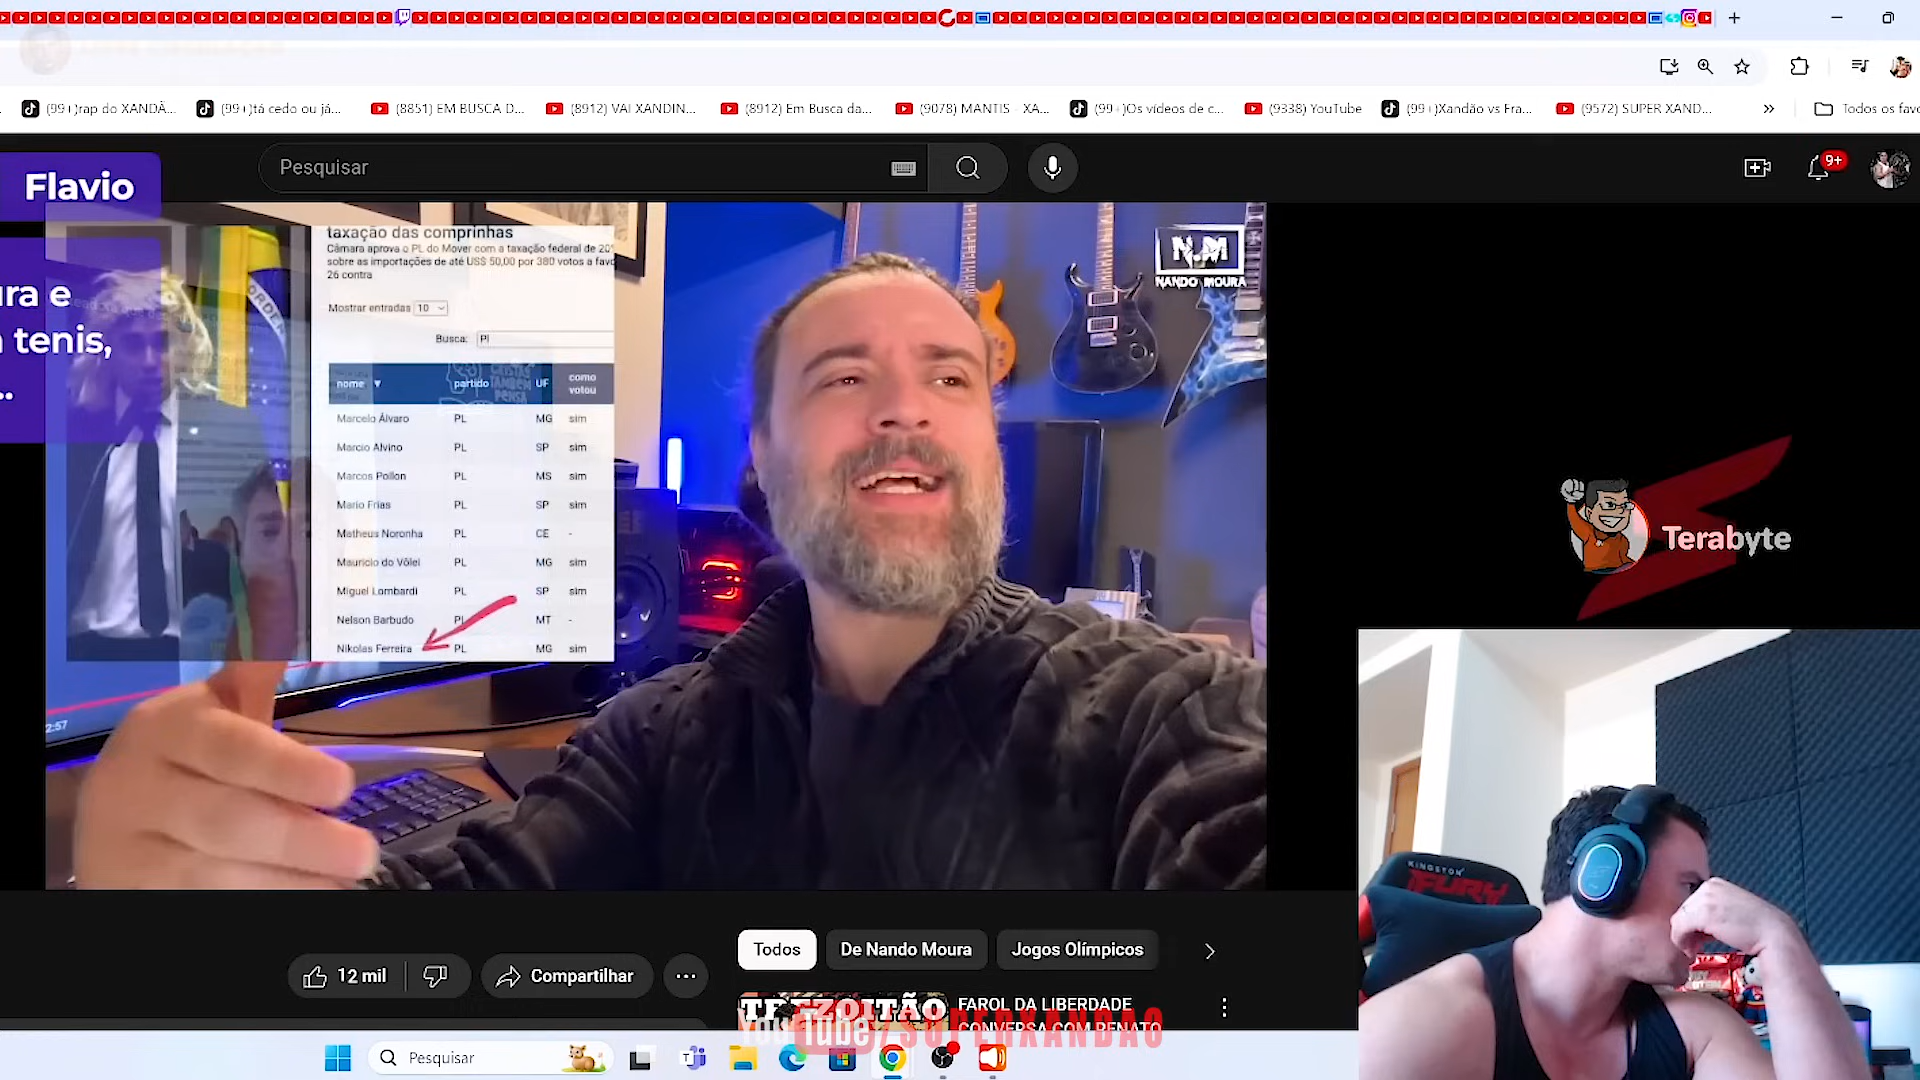 (99+)rap do XANDÃ...
(99+)tá cedo ou já...
(8851) EM BUSCA D...
(8912) VAI XANDIN...
(8912) Em Busca da...
(9078) MANTIS - XA...
(99+)Os vídeos de c...
(9338) YouTube
(99+)Xandão vs Fra...
(9572) SUPER XAND...
Todos os favo
Pesquisar
9+
Flavio
ura e
tenis,
...
taxação das comprinhas
Câmara aprova o PL do Mover com a taxação federal de 20%
sobre as importações de até US$ 50,00 por 380 votos a favo
26 contra
Mostrar entradas 10
Busca: Pl
nome ▼ partido UF como votou
Marcelo Álvaro PL MG sim
Marcio Alvino PL SP sim
Marcos Pollon PL MS sim
Mario Frias PL SP sim
Matheus Noronha PL CE -
Mauricio do Vôlei PL MG sim
Miguel Lombardi PL SP sim
Nelson Barbudo PL MT -
Nikolas Ferreira PL MG sim
ORDEM
N.M
NANDO MOURA
2:57
Terabyte
KINGSTON
FURY
12 mil
Compartilhar
Todos
De Nando Moura
Jogos Olímpicos
TREZOITÃO
FAROL DA LIBERDADE
CONVERSA COM RENATO
YouTube/SUPERXANDAO
Pesquisar